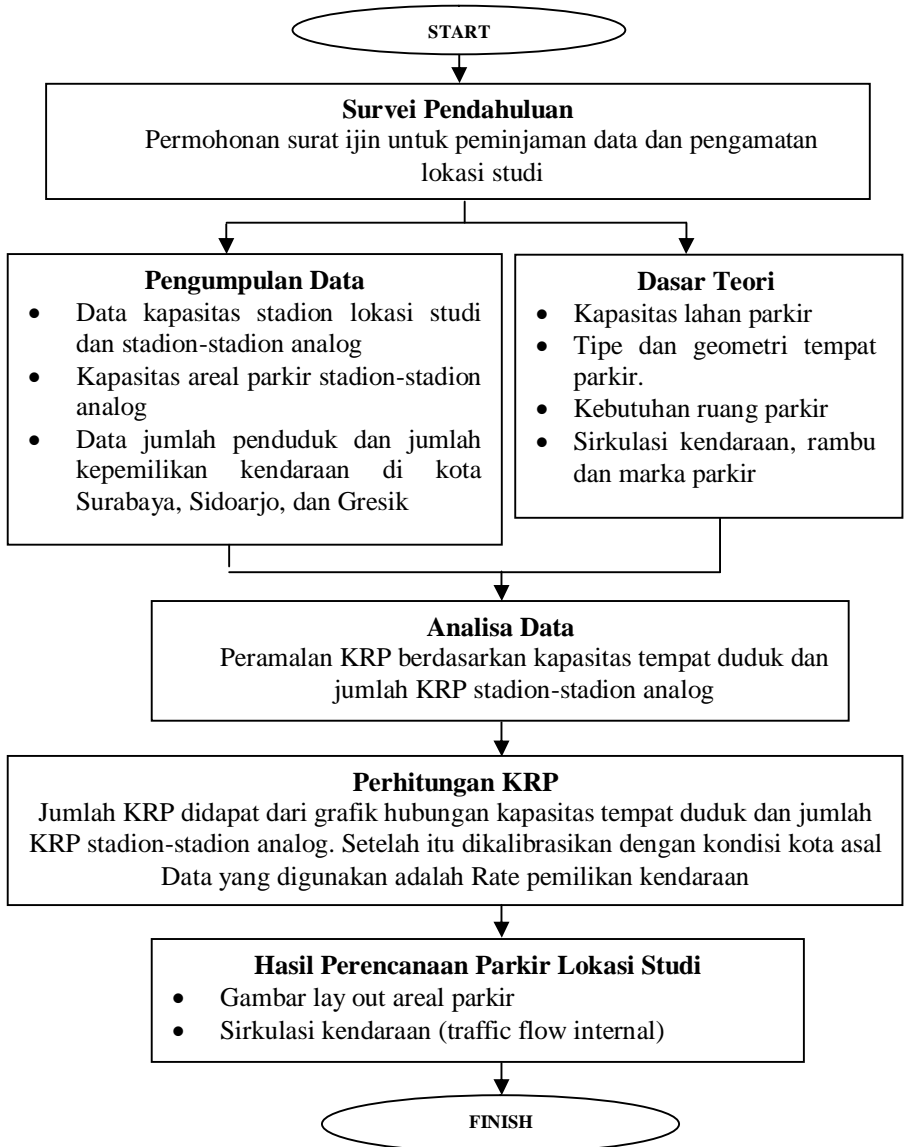 START
Survei Pendahuluan
Permohonan surat ijin untuk peminjaman data dan pengamatan
lokasi studi
Pengumpulan Data
• Data kapasitas stadion lokasi studi
dan stadion-stadion analog
• Kapasitas areal parkir stadion-stadion
analog
• Data jumlah penduduk dan jumlah
kepemilikan kendaraan di kota
Surabaya, Sidoarjo, dan Gresik
Dasar Teori
• Kapasitas lahan parkir
• Tipe dan geometri tempat
parkir.
• Kebutuhan ruang parkir
• Sirkulasi kendaraan, rambu
dan marka parkir
Analisa Data
Peramalan KRP berdasarkan kapasitas tempat duduk dan
jumlah KRP stadion-stadion analog
Perhitungan KRP
Jumlah KRP didapat dari grafik hubungan kapasitas tempat duduk dan jumlah
KRP stadion-stadion analog. Setelah itu dikalibrasikan dengan kondisi kota asal
Data yang digunakan adalah Rate pemilikan kendaraan
Hasil Perencanaan Parkir Lokasi Studi
• Gambar lay out areal parkir
• Sirkulasi kendaraan (traffic flow internal)
FINISH